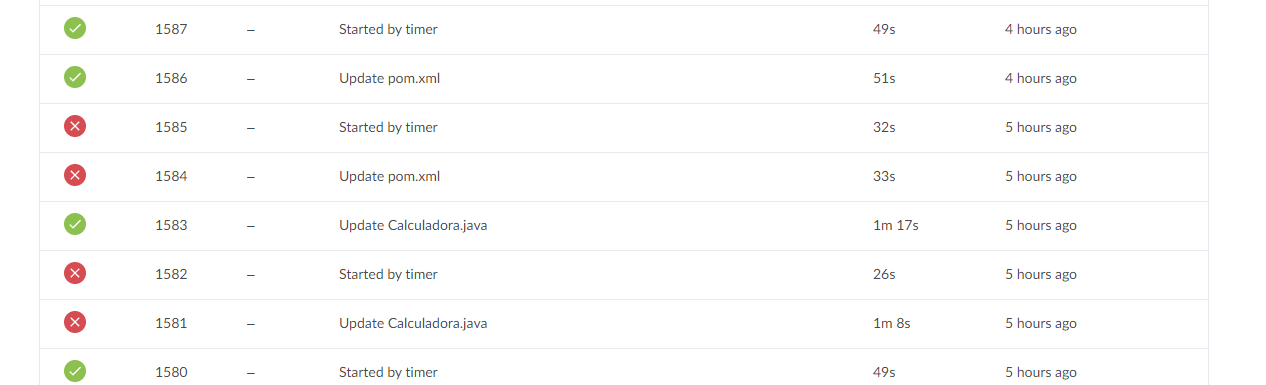 1587 – Started by timer 49s 4 hours ago
1586 – Update pom.xml 51s 4 hours ago
1585 – Started by timer 32s 5 hours ago
1584 – Update pom.xml 33s 5 hours ago
1583 – Update Calculadora.java 1m 17s 5 hours ago
1582 – Started by timer 26s 5 hours ago
1581 – Update Calculadora.java 1m 8s 5 hours ago
1580 – Started by timer 49s 5 hours ago